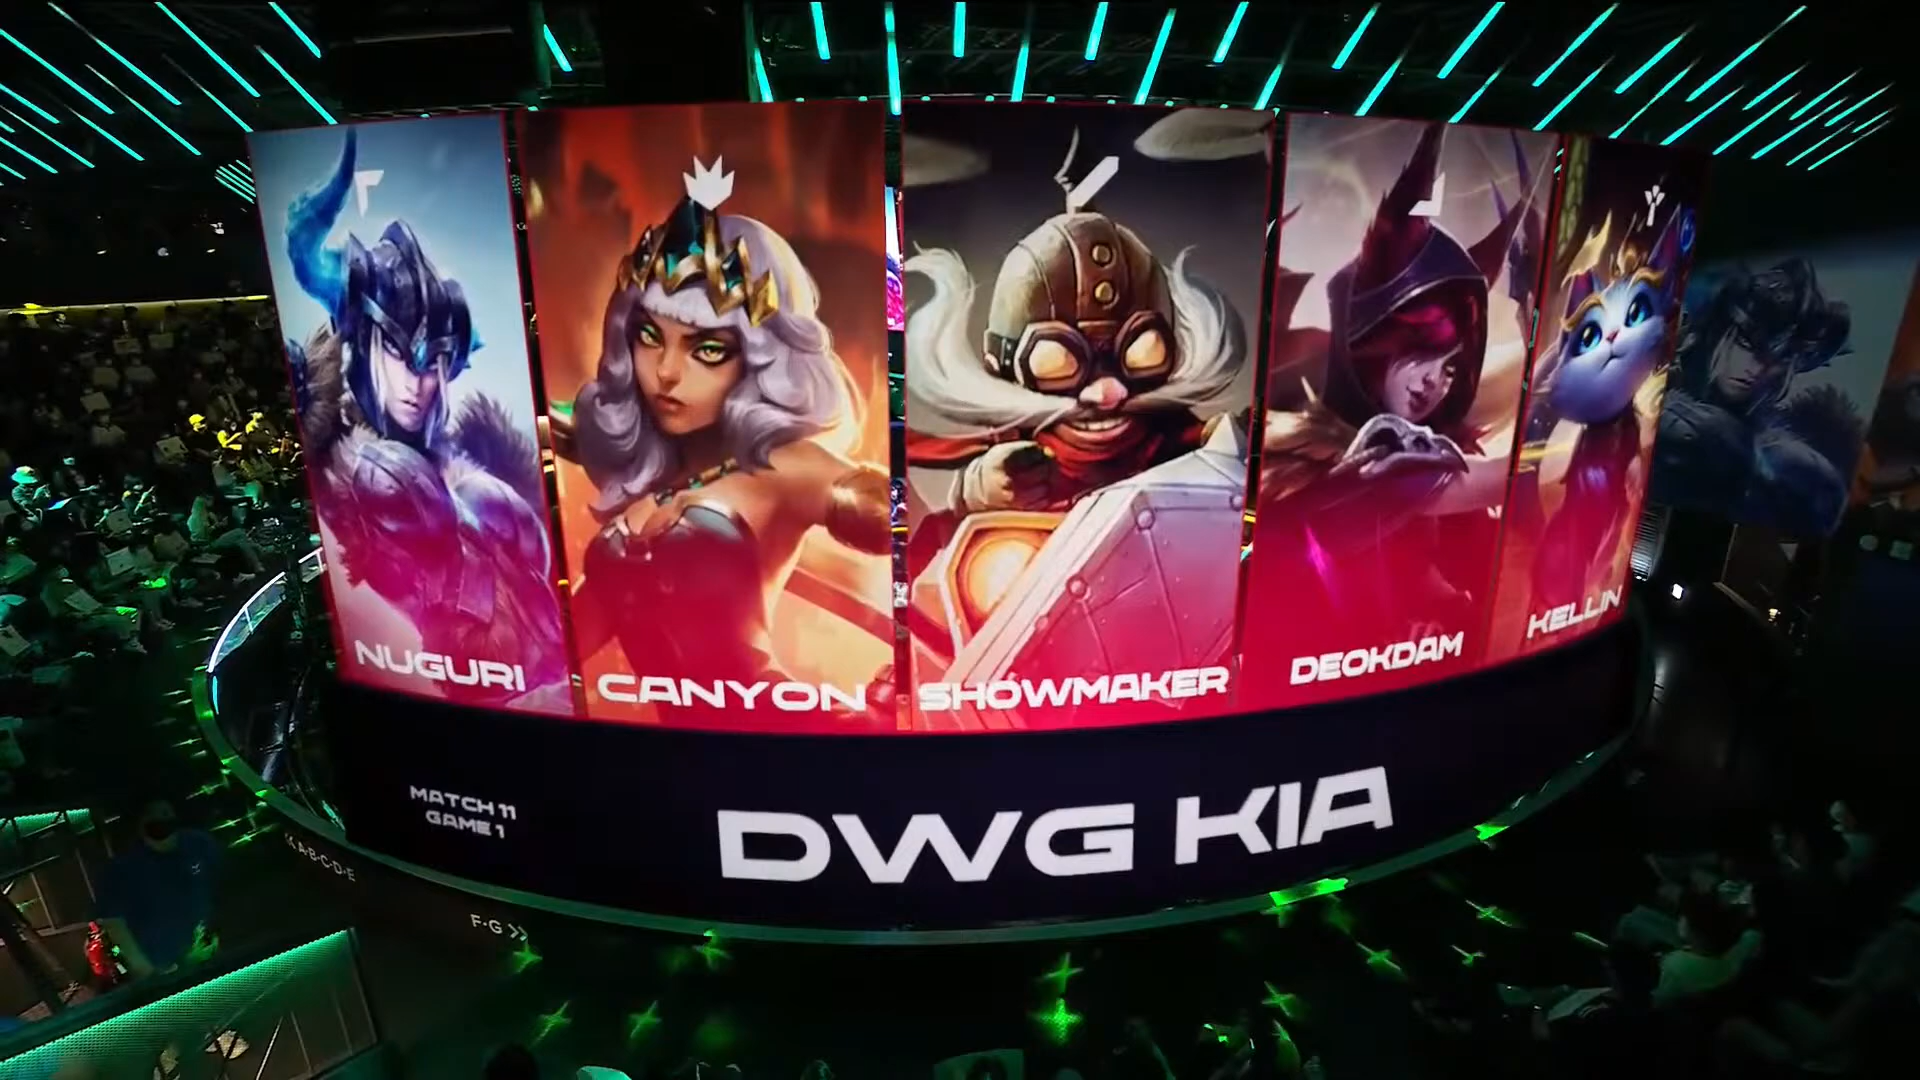 NUGURI
CANYON
SHOWMAKER
DEOKDAM
KELLIN
MATCH 11
GAME 1
DWG KIA
A·B·C·D·E
F·G >>